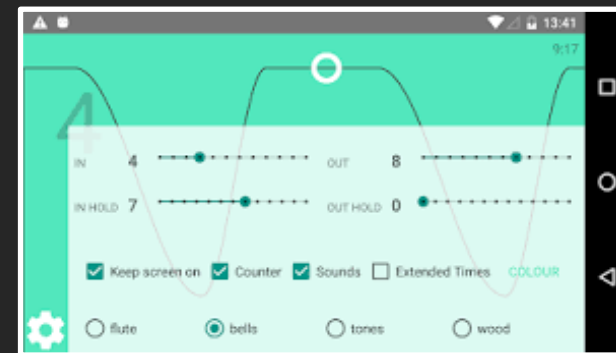 13:41
9:17
4
IN 4 OUT 8
IN HOLD 7 OUT HOLD 0
Keep screen on Counter Sounds Extended Times COLOUR
flute bells tones wood